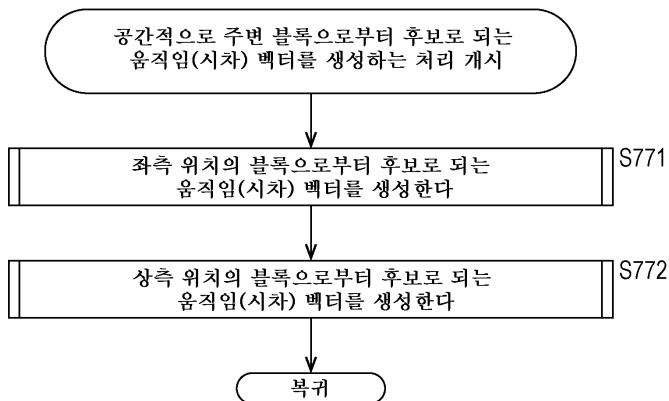 공간적으로 주변 블록으로부터 후보로 되는
움직임(시차) 벡터를 생성하는 처리 개시
좌측 위치의 블록으로부터 후보로 되는
움직임(시차) 벡터를 생성한다
S771
상측 위치의 블록으로부터 후보로 되는
움직임(시차) 벡터를 생성한다
S772
복귀